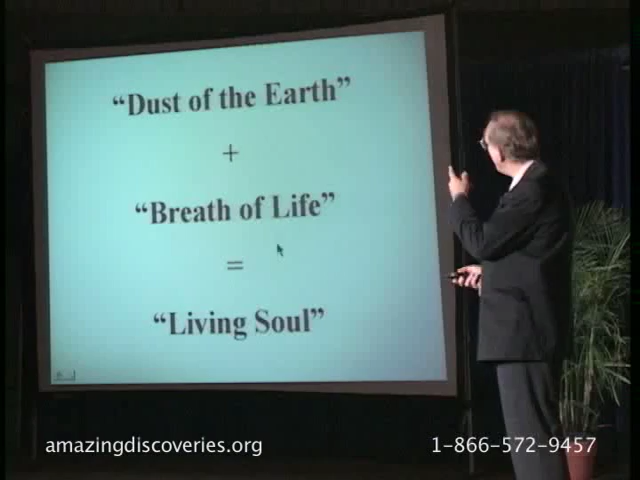 “Dust of the Earth”
+
“Breath of Life”
=
“Living Soul”
amazingdiscoveries.org
1-866-572-9457